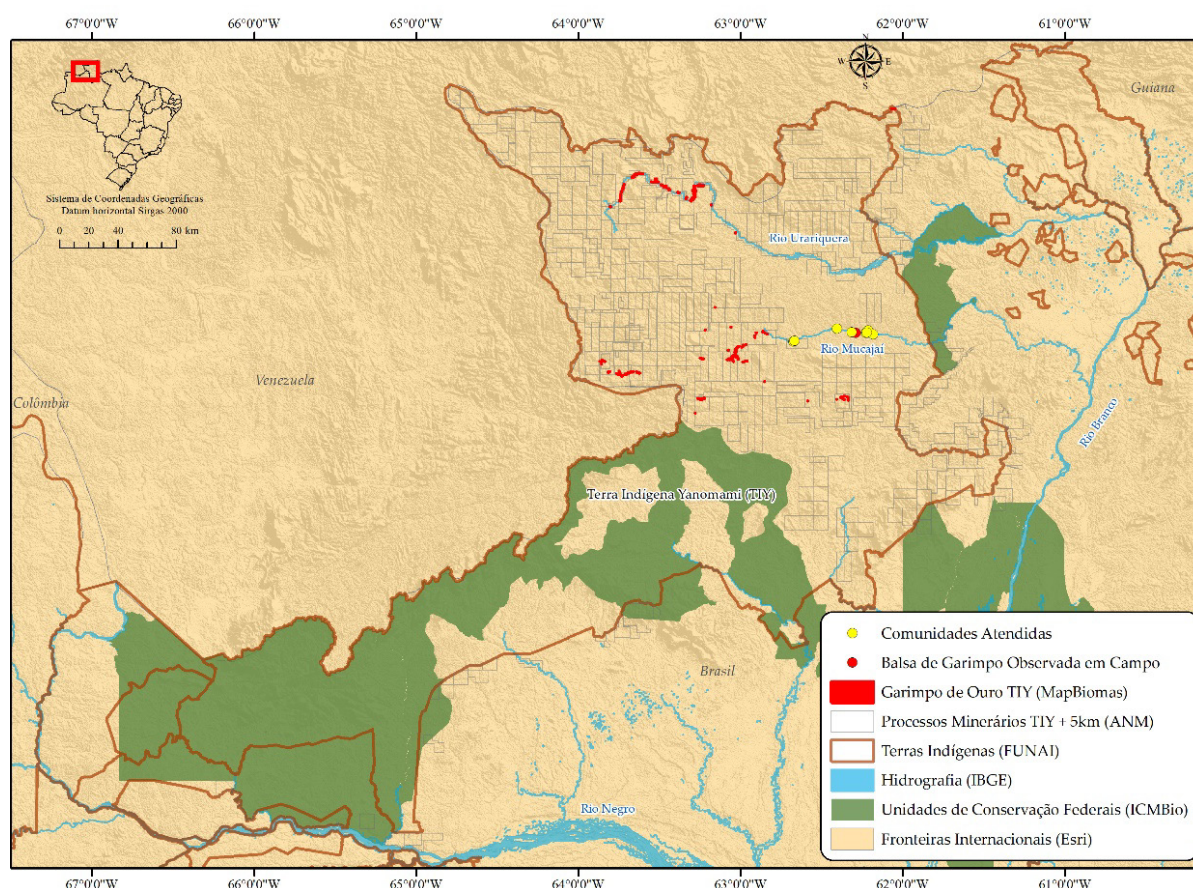 67°0'0"W 66°0'0"W 65°0'0"W 64°0'0"W 63°0'0"W 62°0'0"W 61°0'0"W
N
W E
S
Guiana
Sistema de Coordenadas Geográficas
Datum horizontal Sirgas 2000
0 20 40 80 km
Rio Urariquera
Rio Mucajaí
Venezuela
Colômbia
Rio Branco
Terra Indígena Yanomami (TIY)
Brasil
Rio Negro
Comunidades Atendidas
Balsa de Garimpo Observada em Campo
Garimpo de Ouro TIY (MapBiomas)
Processos Minerários TIY + 5km (ANM)
Terras Indígenas (FUNAI)
Hidrografia (IBGE)
Unidades de Conservação Federais (ICMBio)
Fronteiras Internacionais (Esri)
67°0'0"W 66°0'0"W 65°0'0"W 64°0'0"W 63°0'0"W 62°0'0"W 61°0'0"W